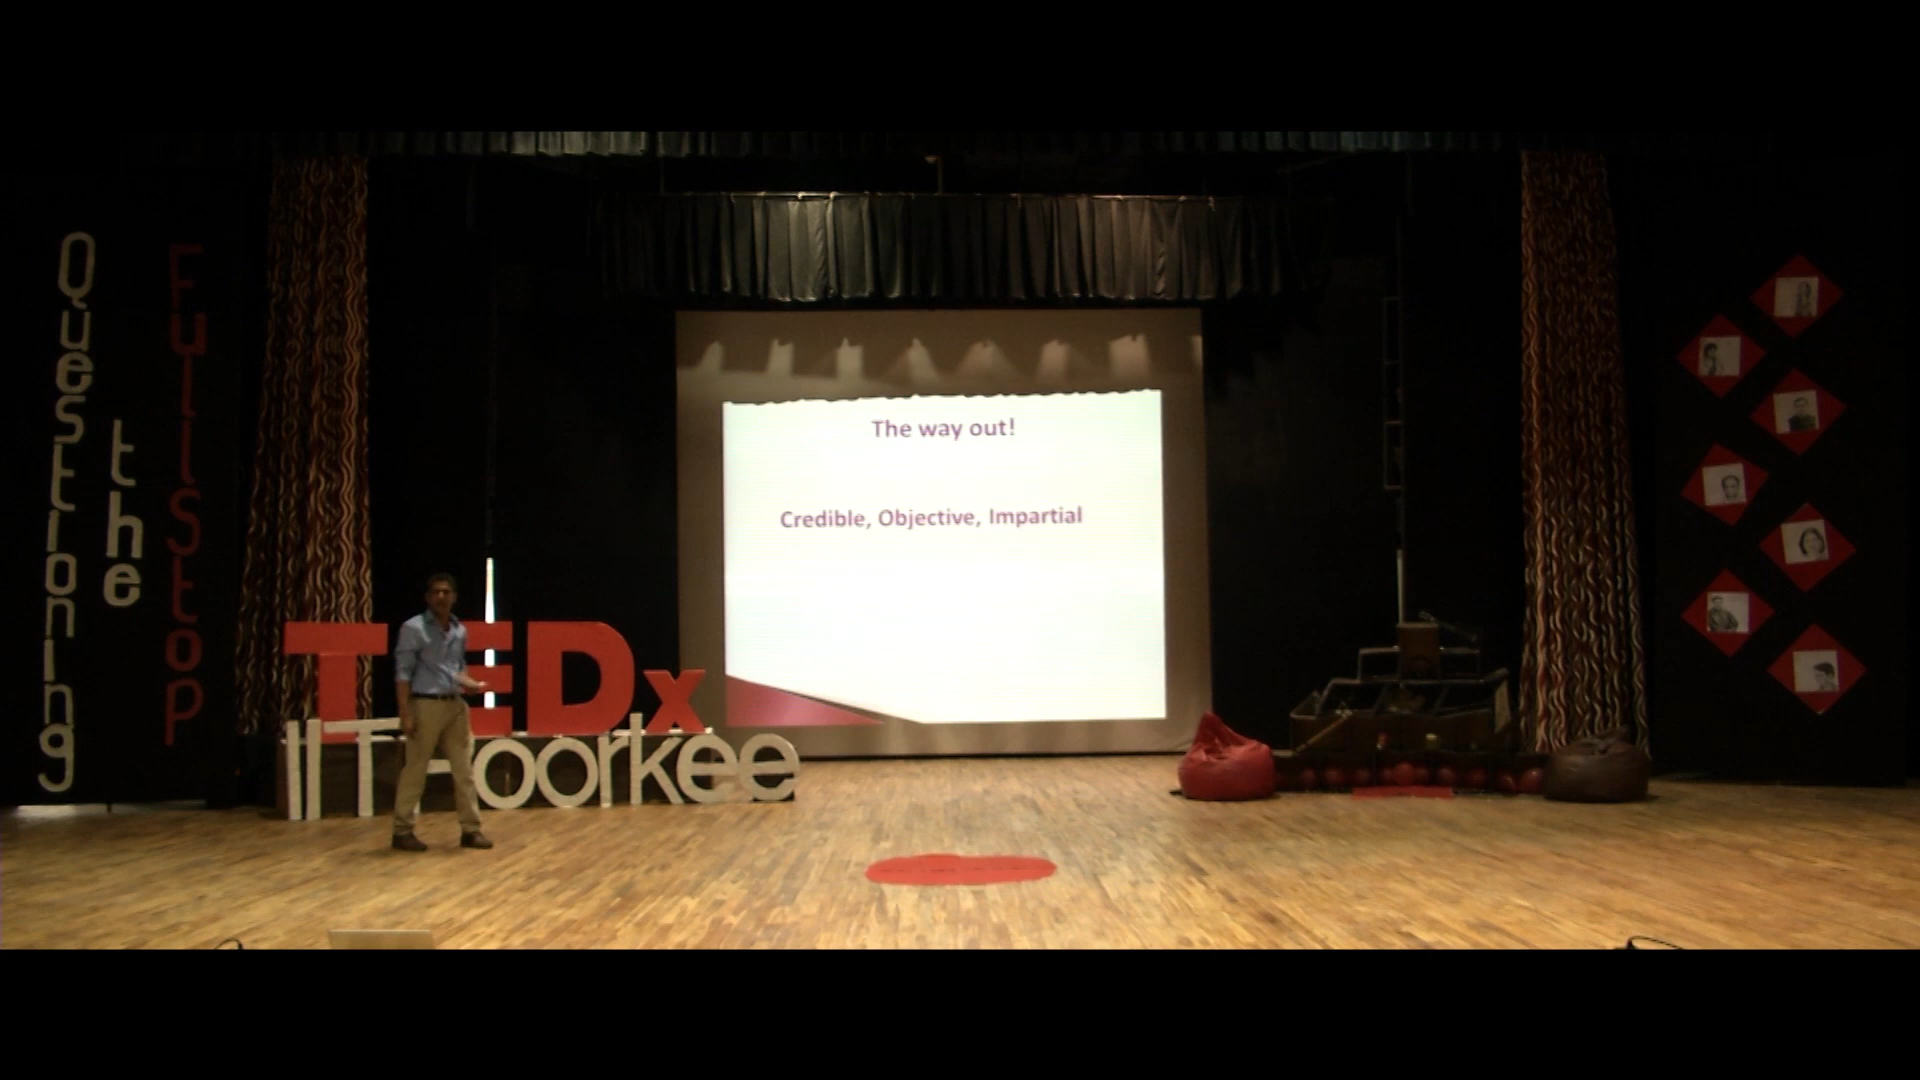 Questioning
the
Fullstop
The way out!
Credible, Objective, Impartial
TEDx
IIT Roorkee